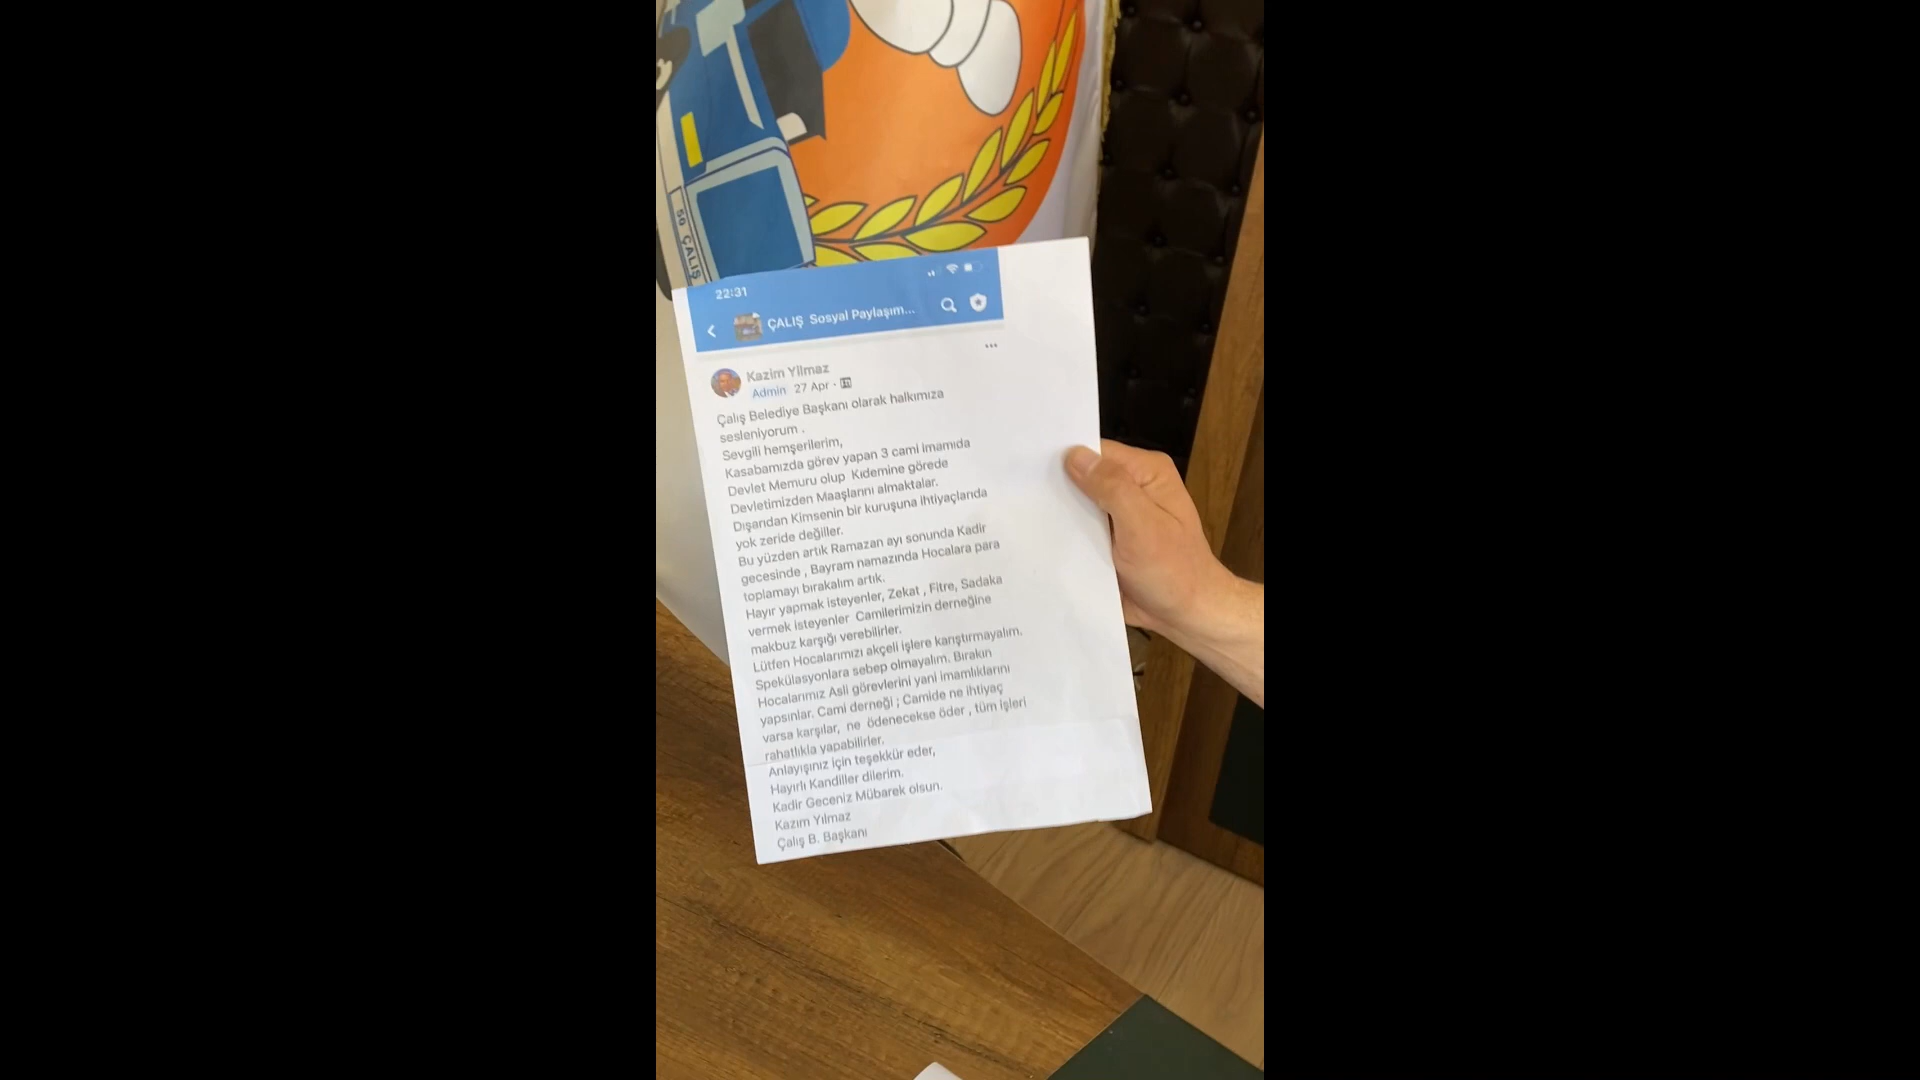 50 ÇALIŞ
22:31
ÇALIŞ Sosyal Paylaşım...
Kazim Yilmaz
Admin 27 Apr ·
Çalış Belediye Başkanı olarak halkımıza
sesleniyorum .
Sevgili hemşerilerim,
Kasabamızda görev yapan 3 cami imamıda
Devlet Memuru olup Kıdemine görede
Devletimizden Maaşlarını almaktalar.
Dışarıdan Kimsenin bir kuruşuna ihtiyaçlarıda
yok zeride değiller.
Bu yüzden artık Ramazan ayı sonunda Kadir
gecesinde , Bayram namazında Hocalara para
toplamayı bırakalım artık.
Hayır yapmak isteyenler, Zekat , Fitre, Sadaka
vermek isteyenler Camilerimizin derneğine
makbuz karşığı verebilirler.
Lütfen Hocalarımızı akçeli işlere karıştırmayalım.
Spekülasyonlara sebep olmayalım. Bırakın
Hocalarımız Asli görevlerini yani imamlıklarını
yapsınlar. Cami derneği ; Camide ne ihtiyaç
varsa karşılar, ne ödenecekse öder , tüm işleri
rahatlıkla yapabilirler.
Anlayışınız için teşekkür eder,
Hayırlı Kandiller dilerim.
Kadir Geceniz Mübarek olsun.
Kazım Yılmaz
Çalış B. Başkanı